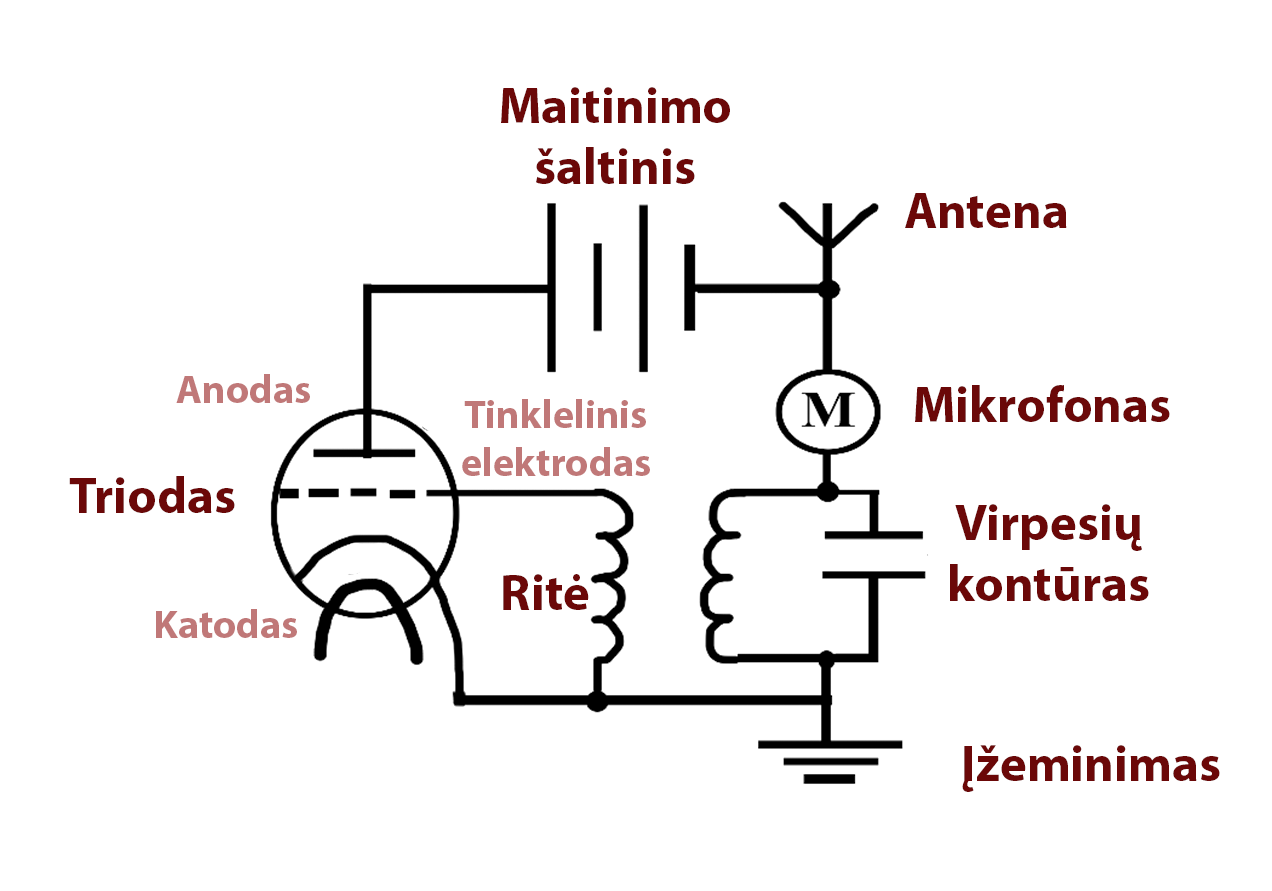 Maitinimo
šaltinis
Antena
Anodas
Tinklelinis
elektrodas
M
Mikrofonas
Triodas
Virpesių
kontūras
Ritė
Katodas
Įžeminimas